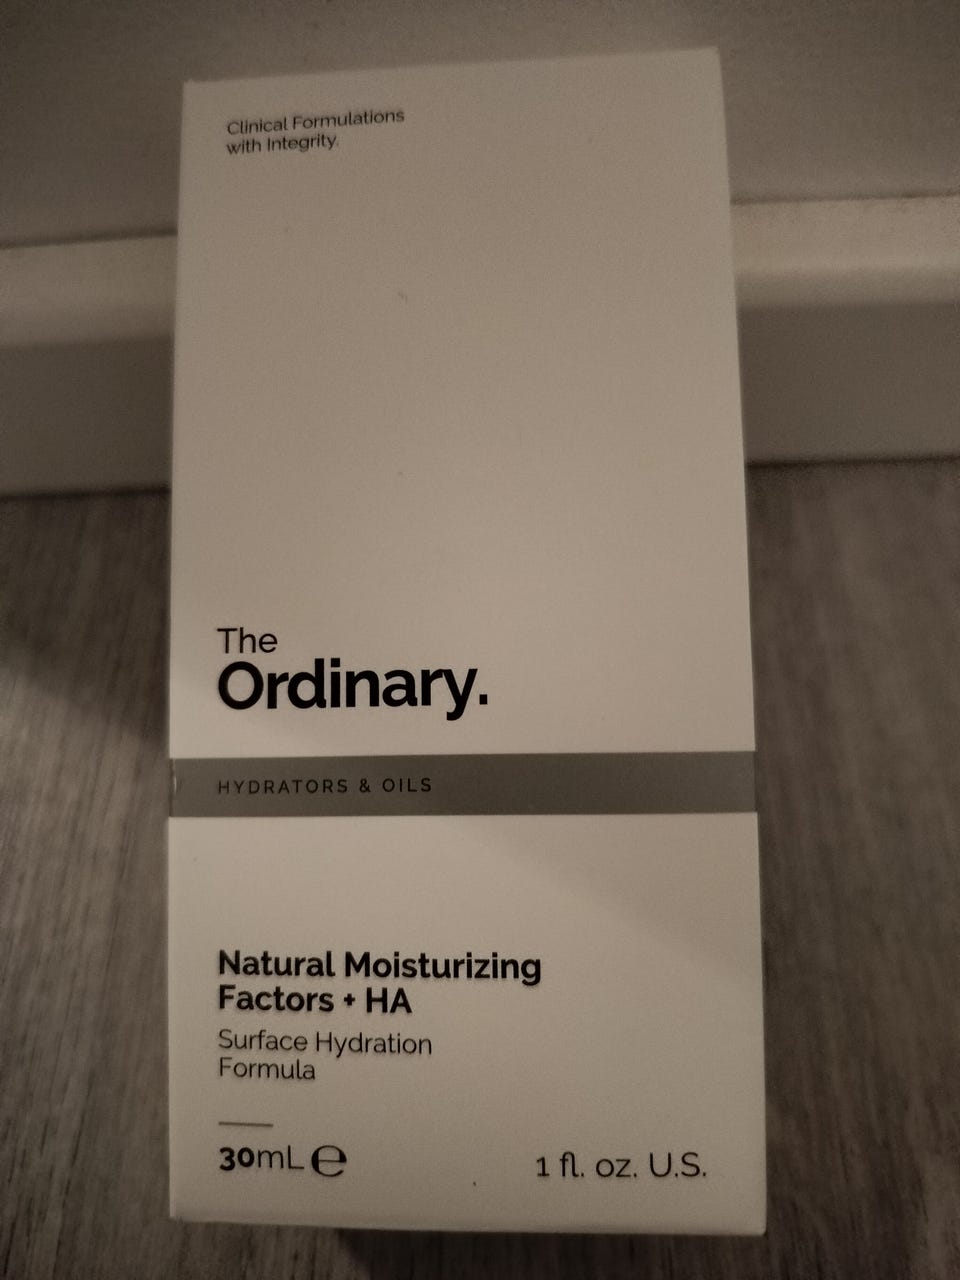 Clinical Formulations
with Integrity.
The
Ordinary.
HYDRATORS & OILS
Natural Moisturizing
Factors + HA
Surface Hydration
Formula
30mL ℮ 1 fl. oz. U.S.